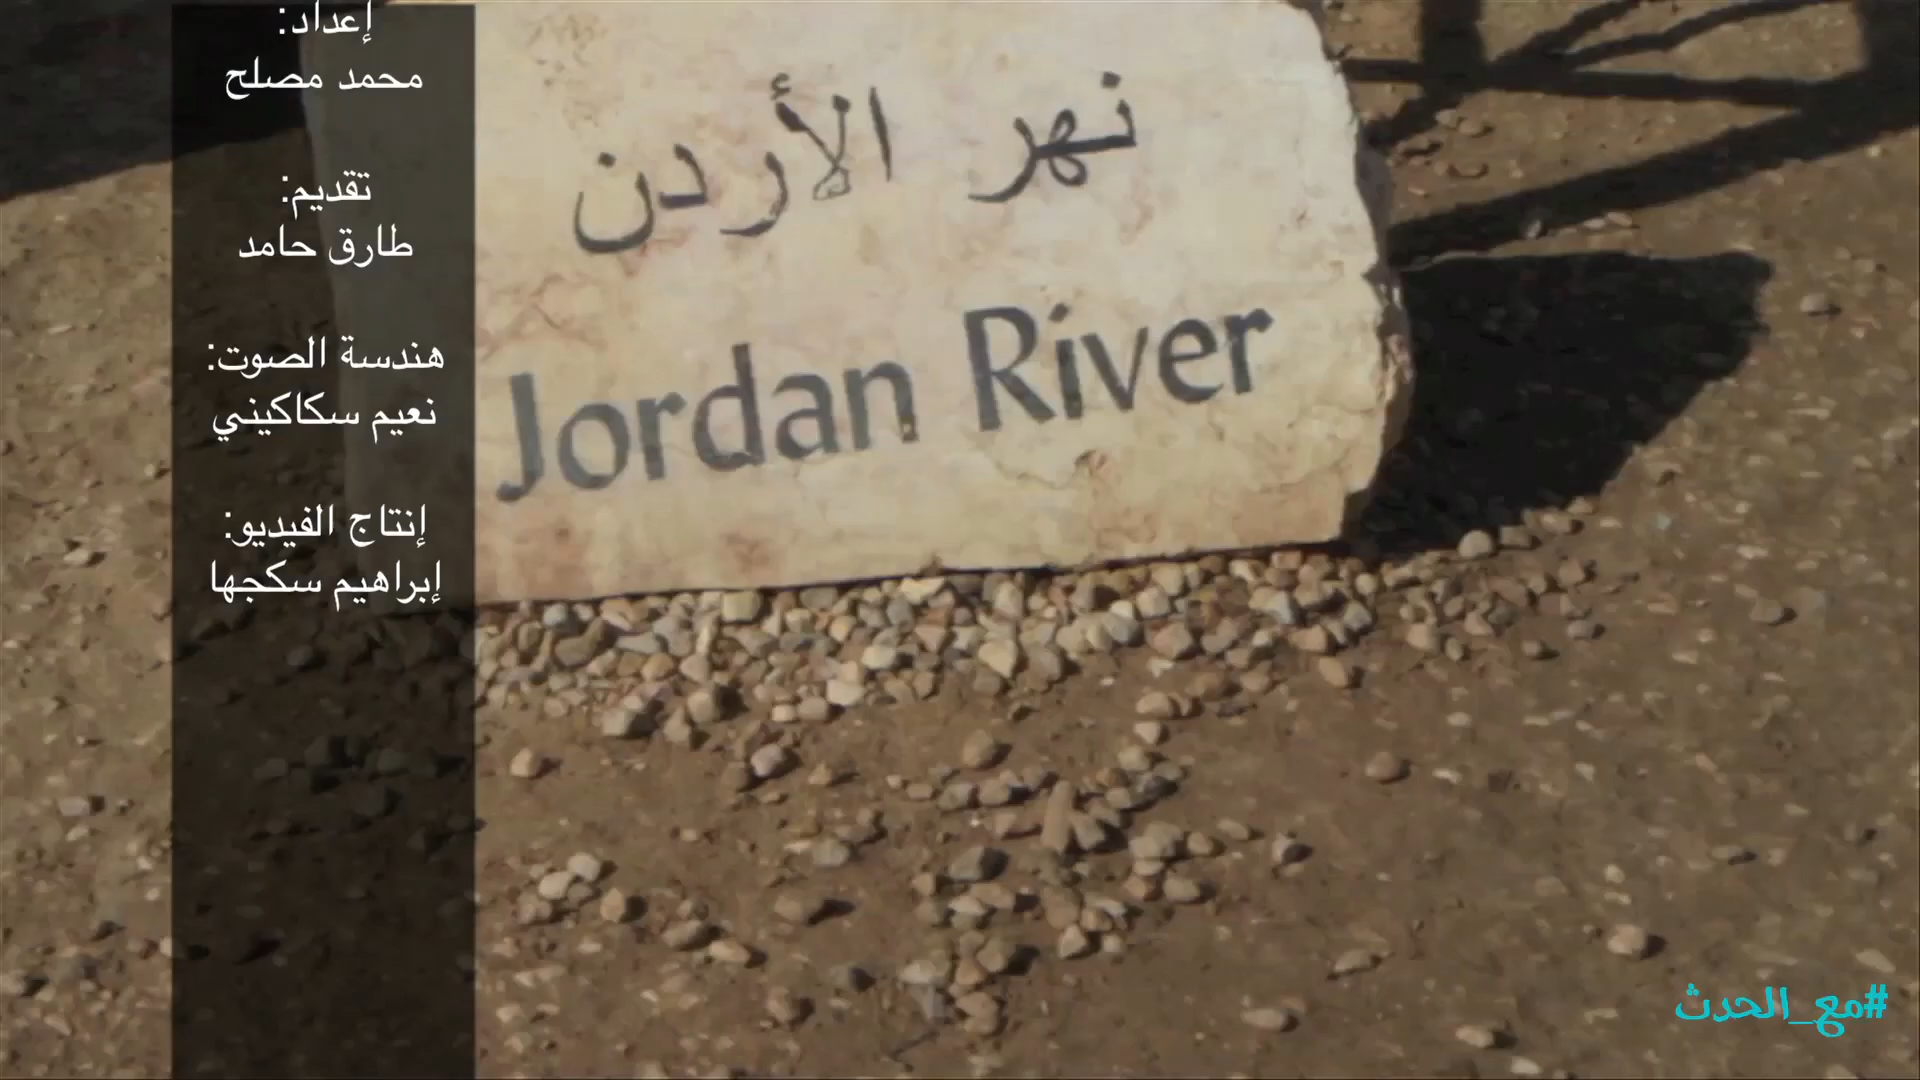 إعداد:
محمد مصلح
تقديم:
طارق حامد
هندسة الصوت:
نعيم سكاكيني
إنتاج الفيديو:
إبراهيم سكجها
نهر الأردن
Jordan River
#مع_الحدث